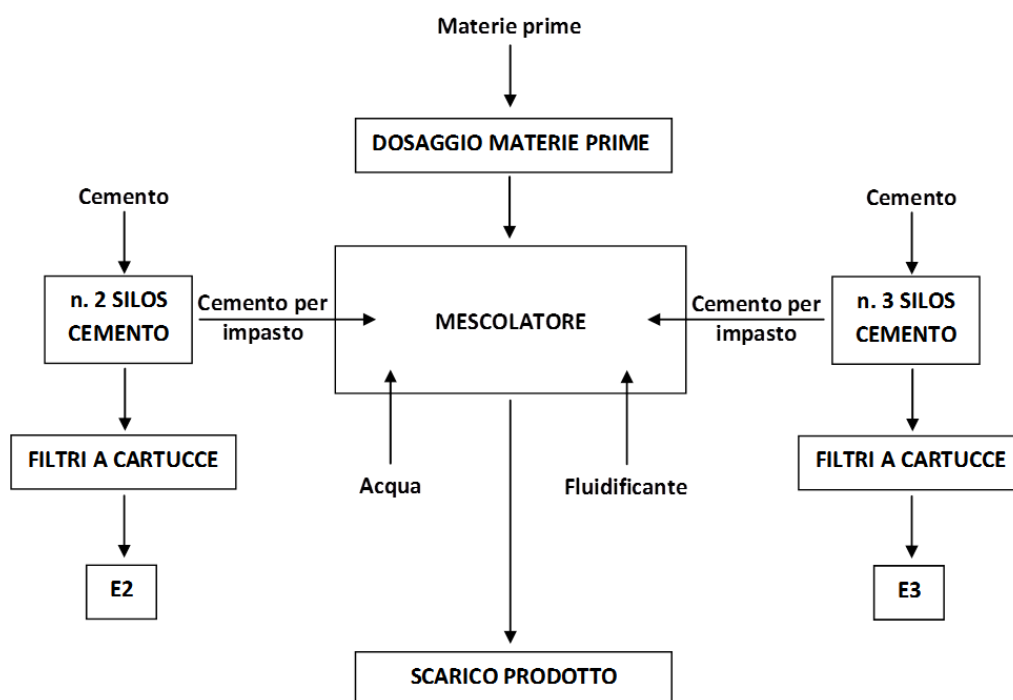 Materie prime
DOSAGGIO MATERIE PRIME
Cemento
Cemento
n. 2 SILOS
CEMENTO
Cemento per
impasto
MESCOLATORE
Cemento per
impasto
n. 3 SILOS
CEMENTO
FILTRI A CARTUCCE
Acqua
Fluidificante
FILTRI A CARTUCCE
E2
E3
SCARICO PRODOTTO